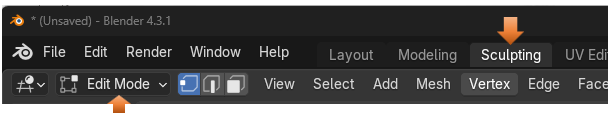 * (Unsaved) - Blender 4.3.1
File Edit Render Window Help Layout Modeling Sculpting UV Edi
Edit Mode View Select Add Mesh Vertex Edge Face